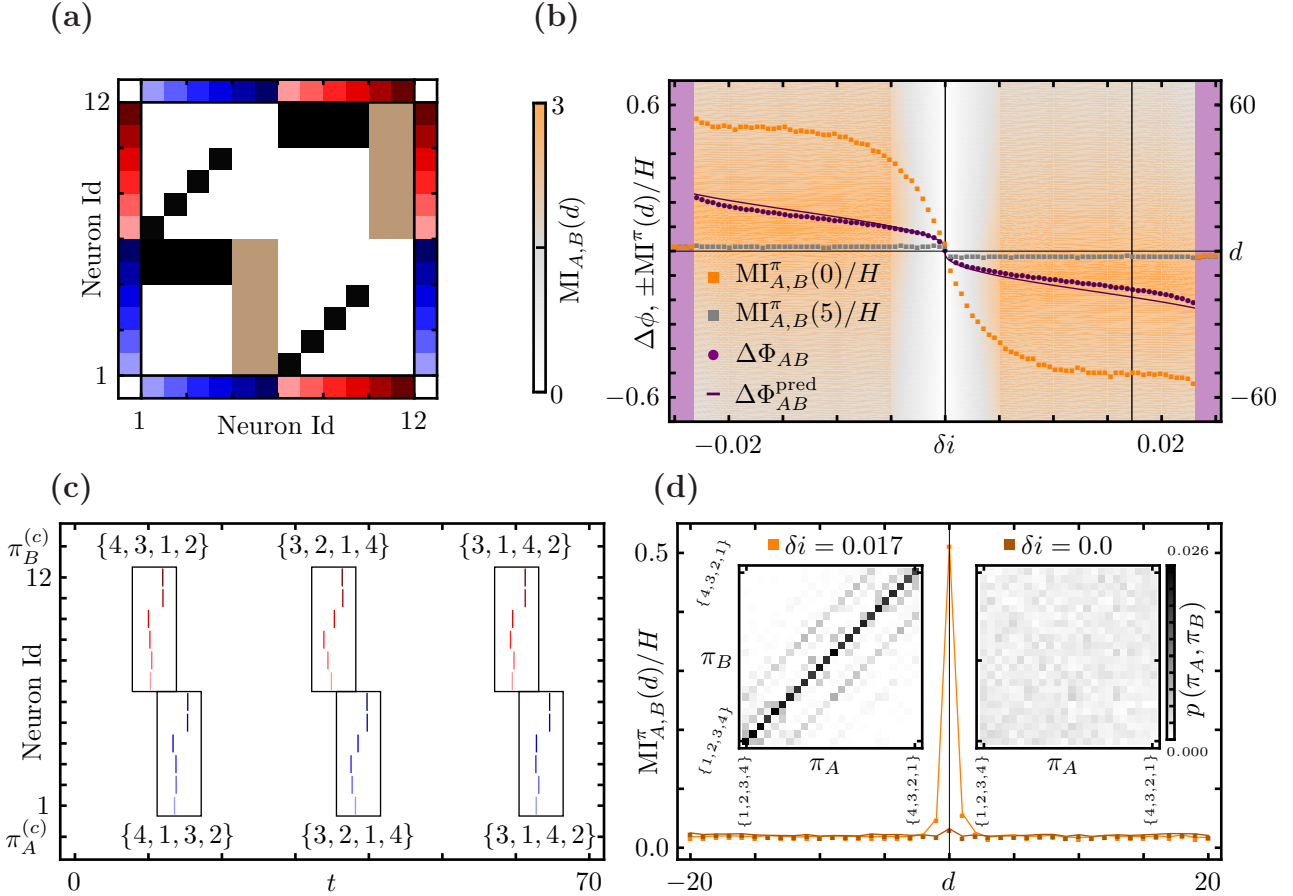 (a)
12
Neuron Id
1
1
Neuron Id
12
3
MI_{A,B}(d)
0
(b)
0.6
Δϕ, ±MI^π(d)/H
−0.6
60
d
−60
MI^π_{A,B}(0)/H
MI^π_{A,B}(5)/H
ΔΦ_{AB}
ΔΦ^{pred}_{AB}
−0.02
δi
0.02
(c)
π_B^{(c)}
{4, 3, 1, 2}
{3, 2, 1, 4}
{3, 1, 4, 2}
12
Neuron Id
1
π_A^{(c)}
{4, 1, 3, 2}
{3, 2, 1, 4}
{3, 1, 4, 2}
0
t
70
(d)
0.5
MI^π_{A,B}(d)/H
0.0
δi = 0.017
δi = 0.0
{4,3,2,1}
π_B
{1,2,3,4}
π_A
{1,2,3,4}
{4,3,2,1}
π_A
{1,2,3,4}
{4,3,2,1}
0.026
p(π_A, π_B)
0.000
−20
d
20